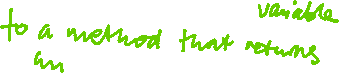 variable
to a method that returns
an